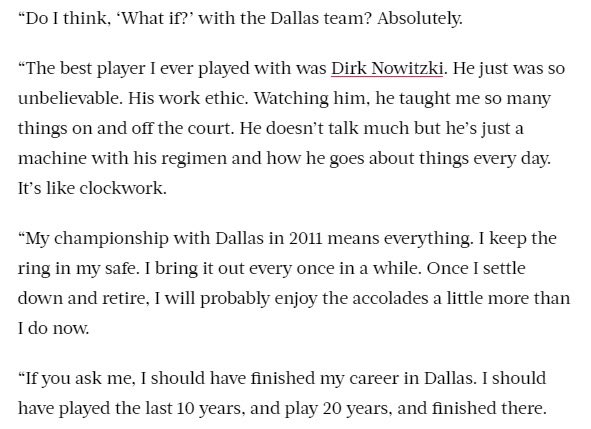 “Do I think, ‘What if?’ with the Dallas team? Absolutely.
“The best player I ever played with was Dirk Nowitzki. He just was so
unbelievable. His work ethic. Watching him, he taught me so many
things on and off the court. He doesn’t talk much but he’s just a
machine with his regimen and how he goes about things every day.
It’s like clockwork.
“My championship with Dallas in 2011 means everything. I keep the
ring in my safe. I bring it out every once in a while. Once I settle
down and retire, I will probably enjoy the accolades a little more than
I do now.
“If you ask me, I should have finished my career in Dallas. I should
have played the last 10 years, and play 20 years, and finished there.